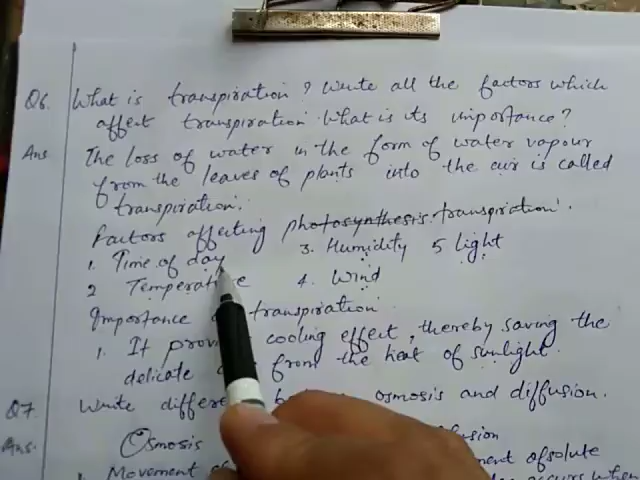 Q6. What is transpiration? Write all the factors which
affect transpiration. What is its importance?
Ans The loss of water in the form of water vapour
from the leaves of plants into the air is called
transpiration.
Factors affecting photosynthesis. transpiration.
1. Time of day 3. Humidity 5 Light
2 Temperature 4. Wind
Importance transpiration
1. It cooling effect, thereby saving the
delicate from the heat of sunlight.
Q7. Write osmosis and diffusion.
Ans. Osmosis
Movement